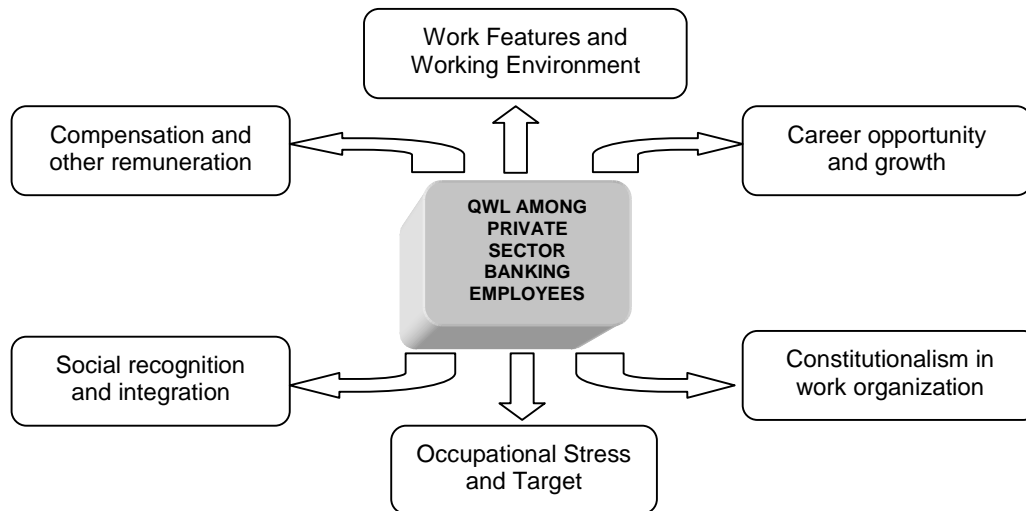 Work Features and
Working Environment
Compensation and
other remuneration
Career opportunity
and growth
QWL AMONG
PRIVATE
SECTOR
BANKING
EMPLOYEES
Social recognition
and integration
Constitutionalism in
work organization
Occupational Stress
and Target